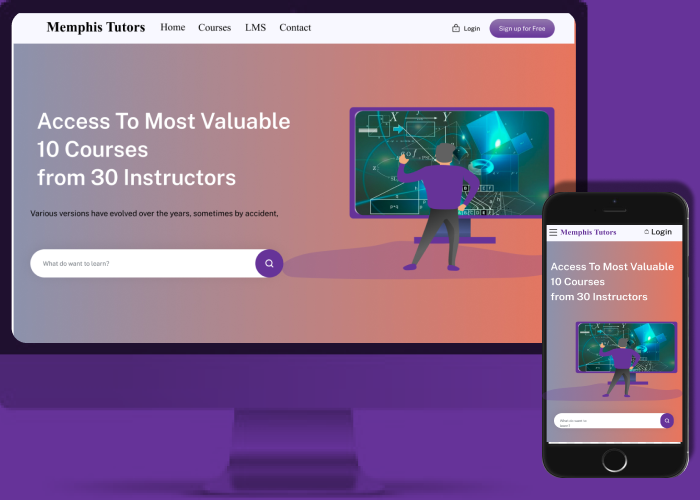 Memphis Tutors Home Courses LMS Contact Login Sign up for Free
Access To Most Valuable
10 Courses
from 30 Instructors
Various versions have evolved over the years, sometimes by accident,
What do want to learn?
Memphis Tutors Login
Access To Most Valuable
10 Courses
from 30 Instructors
What do want to
learn?